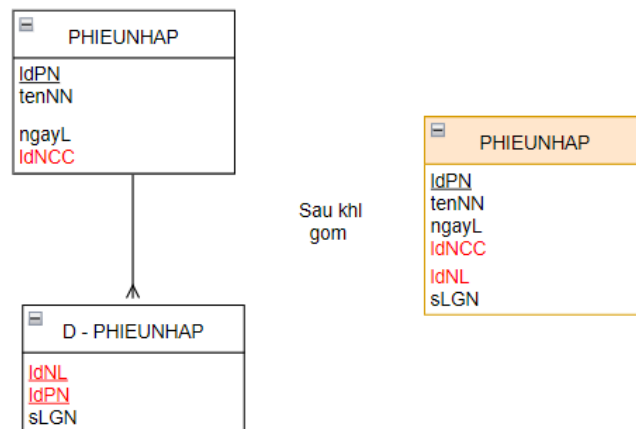 PHIEUNHAP
IdPN
tenNN
ngayL
IdNCC
D - PHIEUNHAP
IdNL
IdPN
sLGN
Sau khI
gom
PHIEUNHAP
IdPN
tenNN
ngayL
IdNCC
IdNL
sLGN